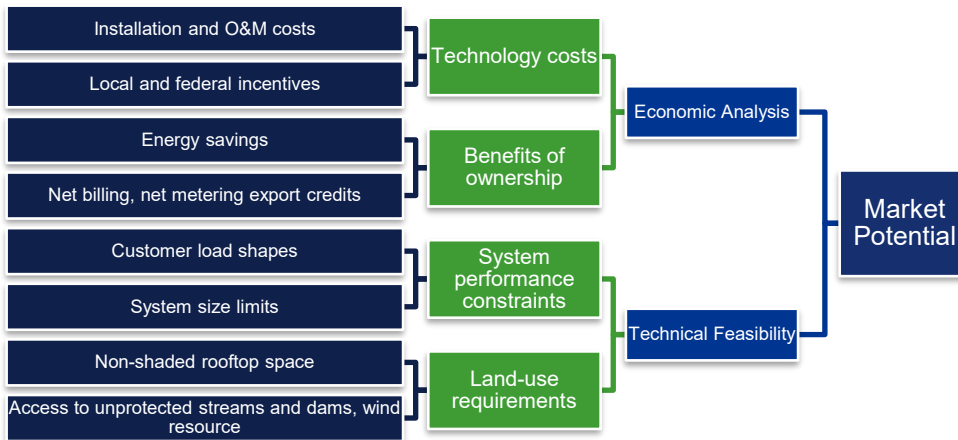 Installation and O&M costs
Local and federal incentives
Energy savings
Net billing, net metering export credits
Customer load shapes
System size limits
Non-shaded rooftop space
Access to unprotected streams and dams, wind
resource
Technology costs
Benefits of
ownership
System
performance
constraints
Land-use
requirements
Economic Analysis
Technical Feasibility
Market
Potential